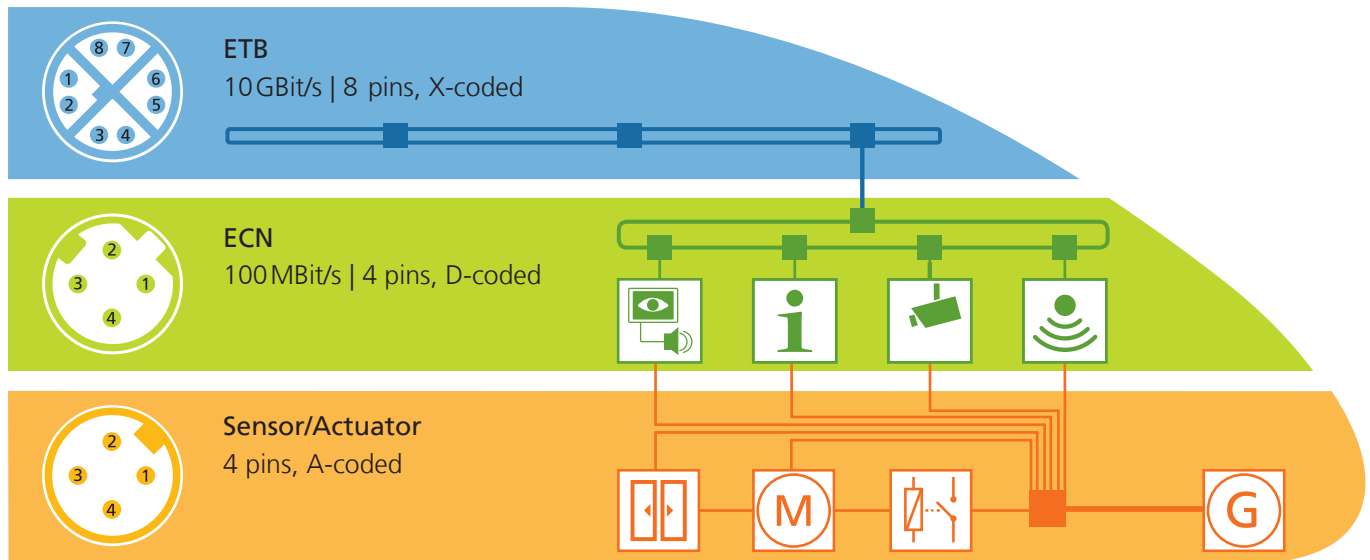 8 7
1 6
2 5
3 4
ETB
10 GBit/s | 8 pins, X-coded
2
3 1
4
ECN
100 MBit/s | 4 pins, D-coded
i
2
3 1
4
Sensor/Actuator
4 pins, A-coded
M
G